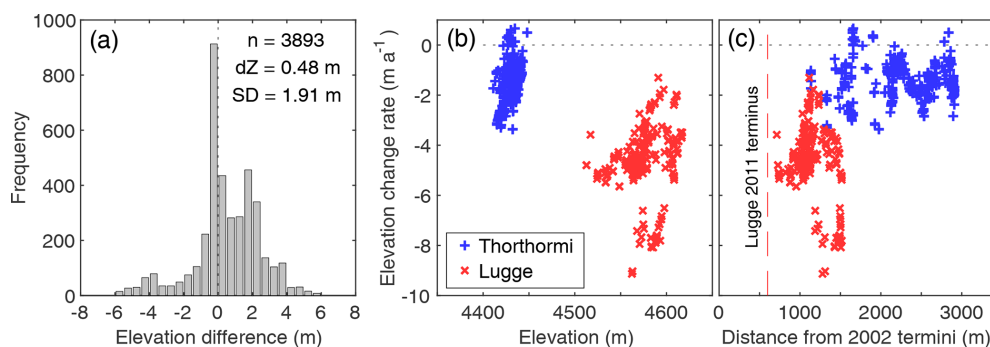 (a)
n = 3893
dZ = 0.48 m
SD = 1.91 m
Frequency
1000
800
600
400
200
0
-8 -6 -4 -2 0 2 4 6 8
Elevation difference (m)
(b)
Elevation change rate (m a⁻¹)
0
-2
-4
-6
-8
-10
Thorthormi
Lugge
4400 4500 4600
Elevation (m)
(c)
Lugge 2011 terminus
0 1000 2000 3000
Distance from 2002 termini (m)